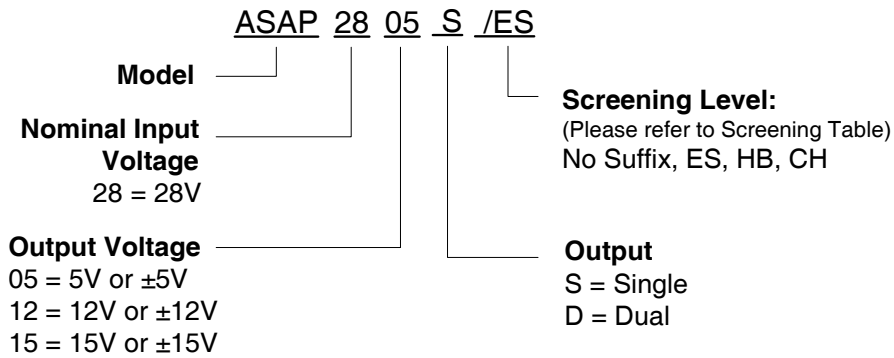 ASAP 28 05 S /ES
Model
Nominal Input
Voltage
28 = 28V
Output Voltage
05 = 5V or ±5V
12 = 12V or ±12V
15 = 15V or ±15V
Screening Level:
(Please refer to Screening Table)
No Suffix, ES, HB, CH
Output
S = Single
D = Dual